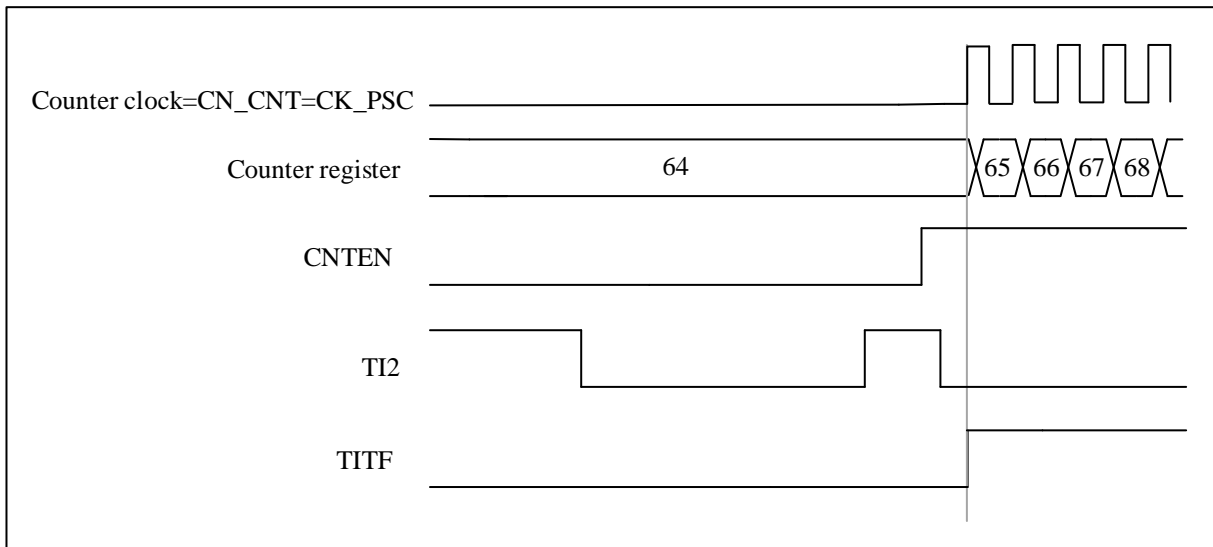 Counter clock=CN_CNT=CK_PSC
Counter register 64 65 66 67 68
CNTEN
TI2
TITF